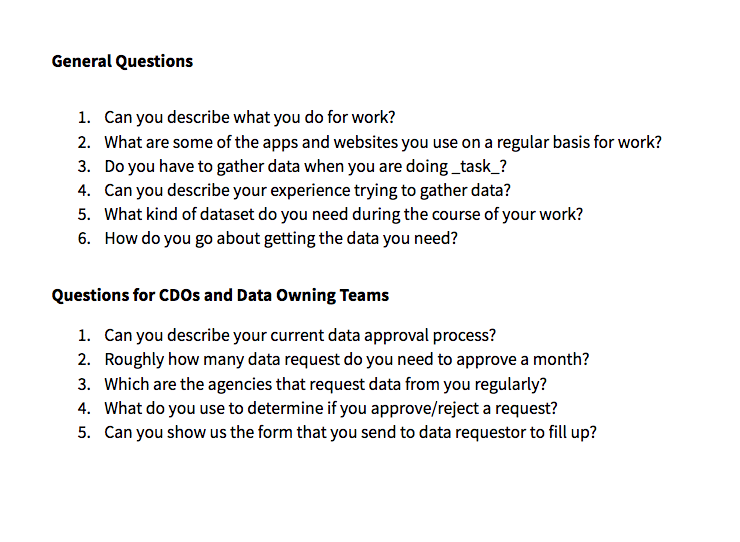 General Questions
1. Can you describe what you do for work?
2. What are some of the apps and websites you use on a regular basis for work?
3. Do you have to gather data when you are doing _task_?
4. Can you describe your experience trying to gather data?
5. What kind of dataset do you need during the course of your work?
6. How do you go about getting the data you need?
Questions for CDOs and Data Owning Teams
1. Can you describe your current data approval process?
2. Roughly how many data request do you need to approve a month?
3. Which are the agencies that request data from you regularly?
4. What do you use to determine if you approve/reject a request?
5. Can you show us the form that you send to data requestor to fill up?